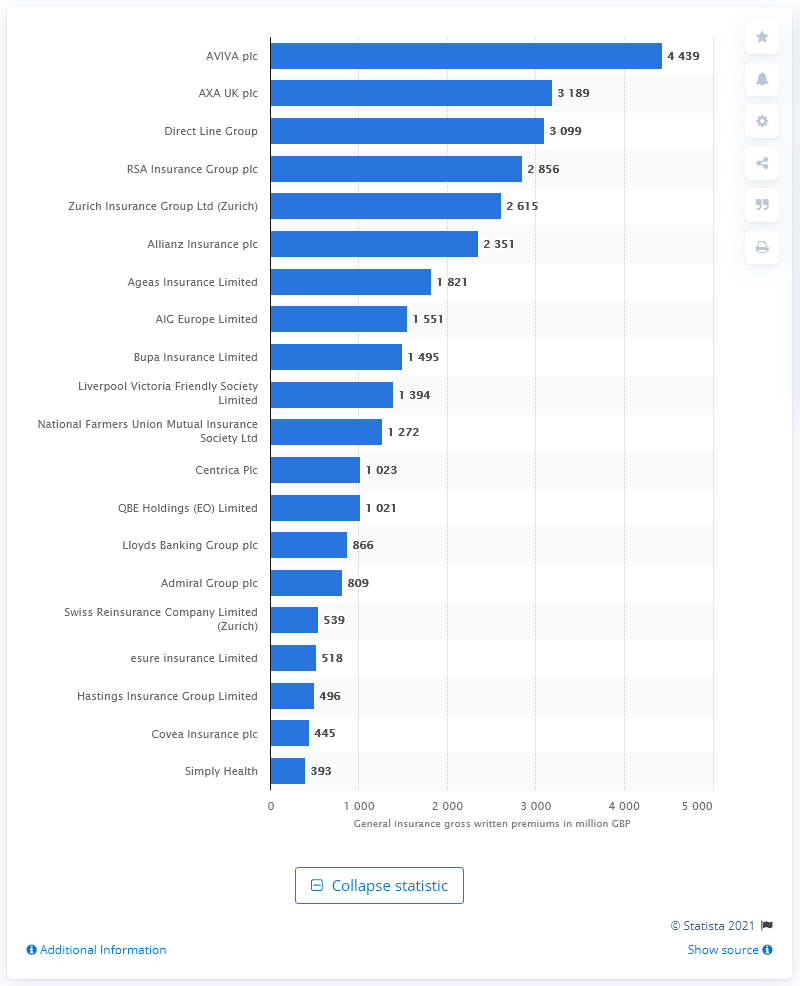 AVIVA plc 4 439
AXA UK plc 3 189
Direct Line Group 3 099
RSA Insurance Group plc 2 856
Zurich Insurance Group Ltd (Zurich) 2 615
Allianz Insurance plc 2 351
Ageas Insurance Limited 1 821
AIG Europe Limited 1 551
Bupa Insurance Limited 1 495
Liverpool Victoria Friendly Society
Limited 1 394
National Farmers Union Mutual Insurance
Society Ltd 1 272
Centrica Plc 1 023
QBE Holdings (EO) Limited 1 021
Lloyds Banking Group plc 866
Admiral Group plc 809
Swiss Reinsurance Company Limited
(Zurich) 539
esure insurance Limited 518
Hastings Insurance Group Limited 496
Covea Insurance plc 445
Simply Health 393
0 1 000 2 000 3 000 4 000 5 000
General insurance gross written premiums in million GBP
Collapse statistic
© Statista 2021
Additional Information Show source